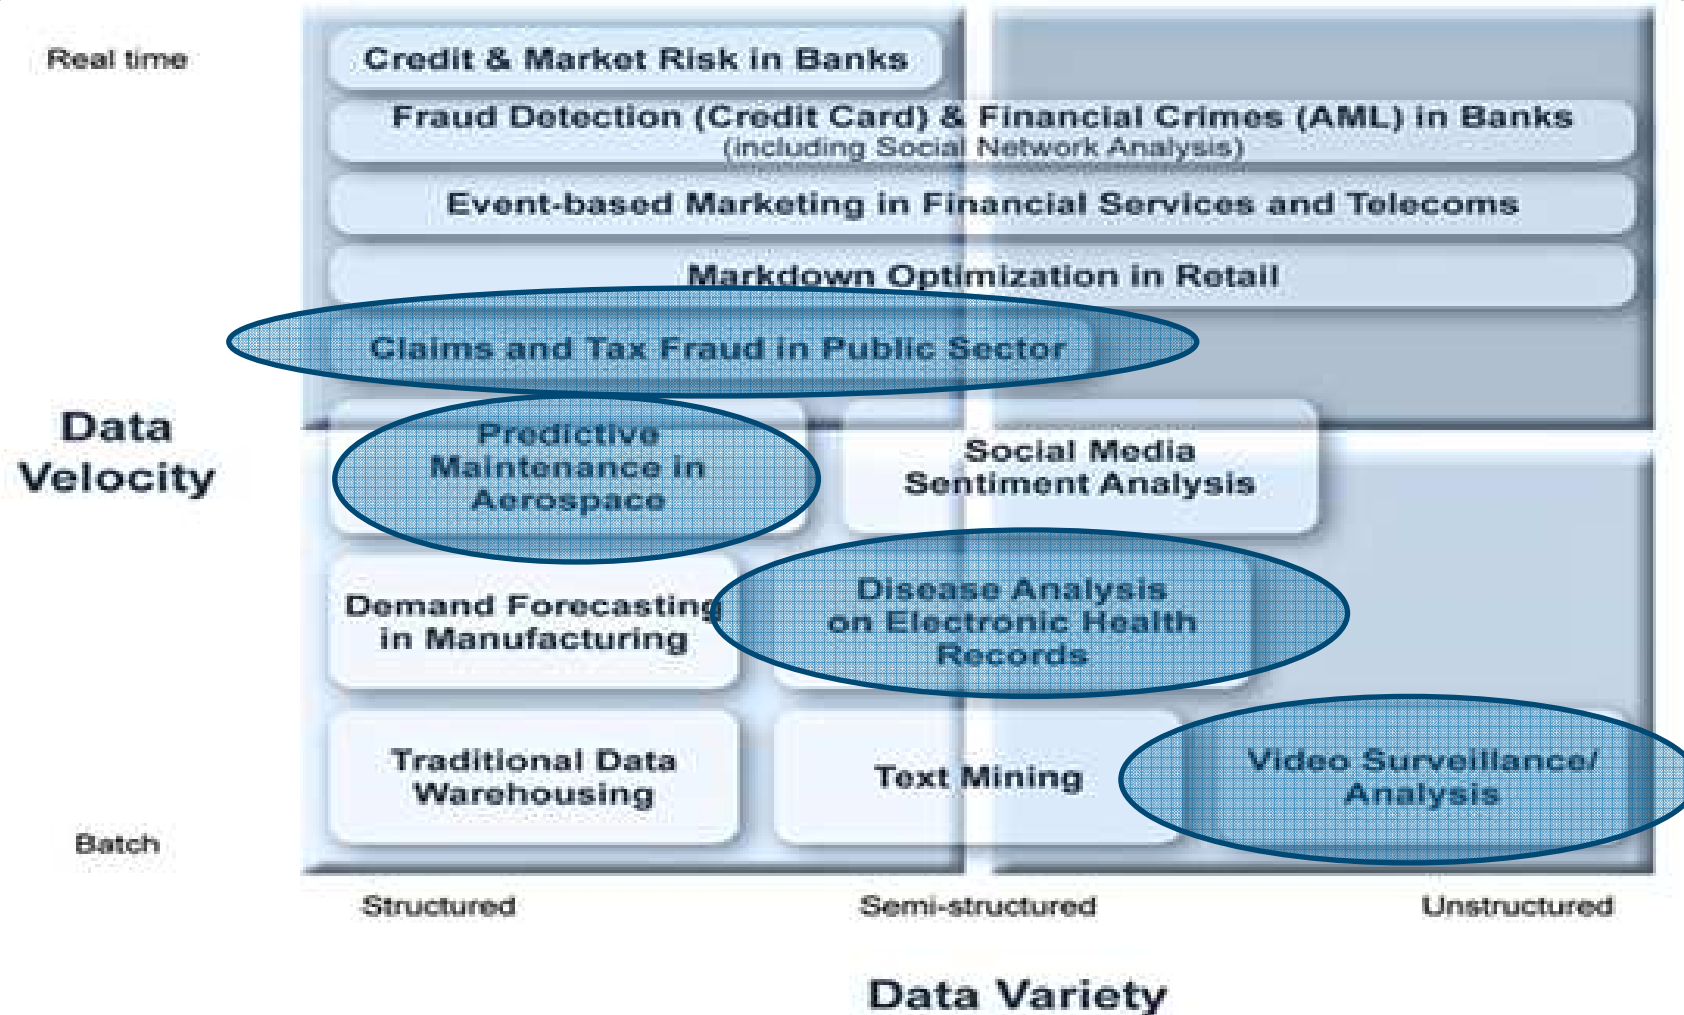 Real time
Credit & Market Risk in Banks
Fraud Detection (Credit Card) & Financial Crimes (AML) in Banks
(including Social Network Analysis)
Event-based Marketing in Financial Services and Telecoms
Markdown Optimization in Retail
Claims and Tax Fraud in Public Sector
Data
Velocity
Predictive
Maintenance in
Aerospace
Social Media
Sentiment Analysis
Demand Forecasting
in Manufacturing
Disease Analysis
on Electronic Health
Records
Traditional Data
Warehousing
Text Mining
Video Surveillance/
Analysis
Batch
Structured
Semi-structured
Unstructured
Data Variety